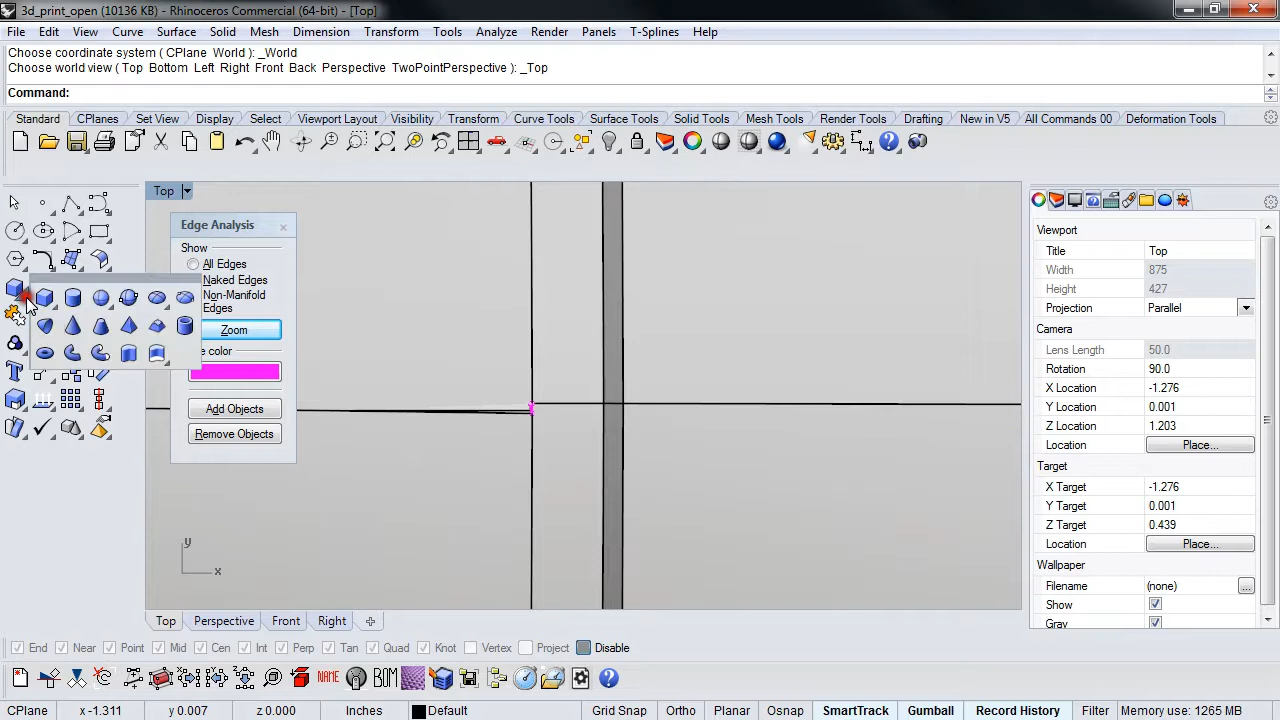 3d_print_open (10136 KB) - Rhinoceros Commercial (64-bit) - [Top]
File Edit View Curve Surface Solid Mesh Dimension Transform Tools Analyze Render Panels T-Splines Help
Choose coordinate system ( CPlane World ): _World
Choose world view ( Top Bottom Left Right Front Back Perspective TwoPointPerspective ): _Top
Command:
Standard CPlanes Set View Display Select Viewport Layout Visibility Transform Curve Tools Surface Tools Solid Tools Mesh Tools Render Tools Drafting New in V5 All Commands 00 Deformation Tools
Top
Edge Analysis
Show
All Edges
Naked Edges
Non-Manifold
Edges
Zoom
color
Add Objects
Remove Objects
y
x
Viewport
Title Top
Width 875
Height 427
Projection Parallel
Camera
Lens Length 50.0
Rotation 90.0
X Location -1.276
Y Location 0.001
Z Location 1.203
Location Place...
Target
X Target -1.276
Y Target 0.001
Z Target 0.439
Location Place...
Wallpaper
Filename (none) ...
Show
Gray
Top Perspective Front Right
End Near Point Mid Cen Int Perp Tan Quad Knot Vertex Project Disable
NAME BOM
CPlane x -1.311 y 0.007 z 0.000 Inches Default Grid Snap Ortho Planar Osnap SmartTrack Gumball Record History Filter Memory use: 1265 MB